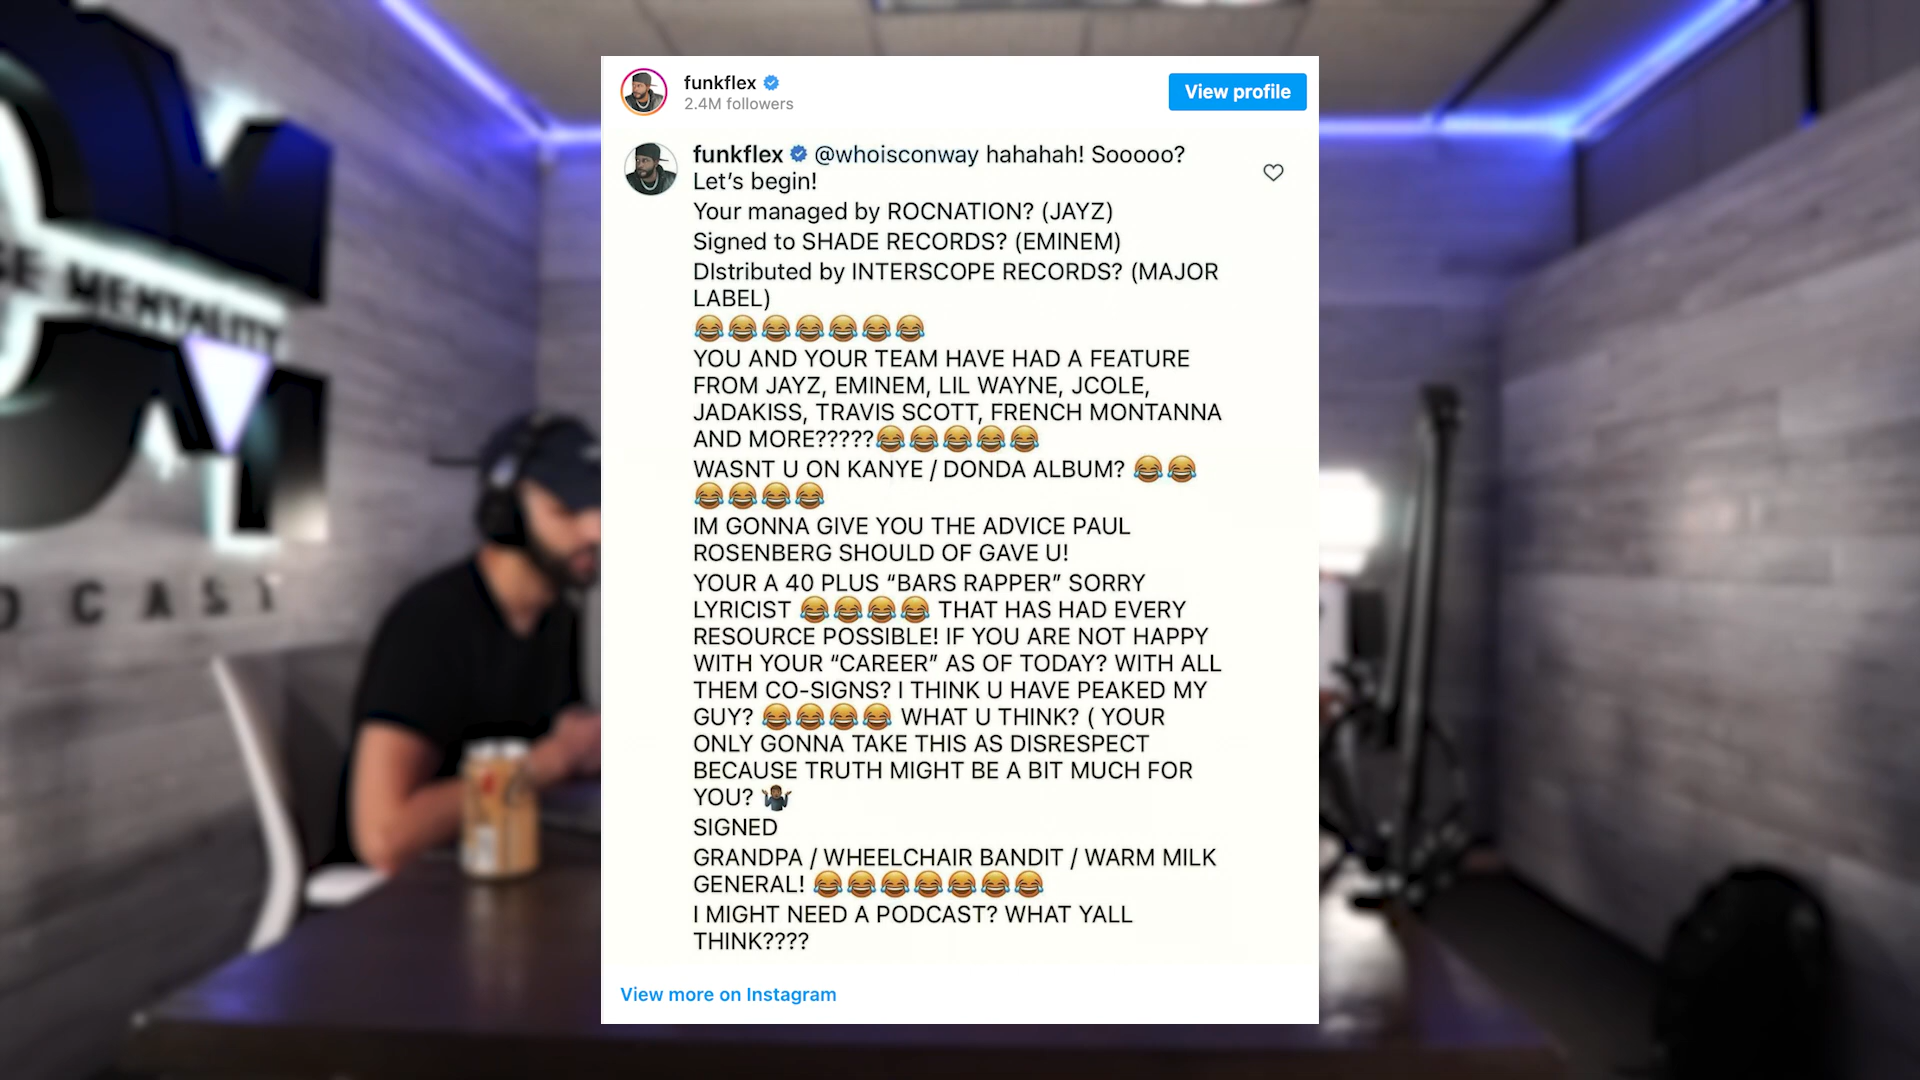 funkflex
2.4M followers
View profile
funkflex @whoisconway hahahah! Sooooo?
Let's begin!
Your managed by ROCNATION? (JAYZ)
Signed to SHADE RECORDS? (EMINEM)
DIstributed by INTERSCOPE RECORDS? (MAJOR
LABEL)
😂😂😂😂😂😂😂
YOU AND YOUR TEAM HAVE HAD A FEATURE
FROM JAYZ, EMINEM, LIL WAYNE, JCOLE,
JADAKISS, TRAVIS SCOTT, FRENCH MONTANNA
AND MORE?????😂😂😂😂😂
WASNT U ON KANYE / DONDA ALBUM? 😂😂
😂😂😂😂
IM GONNA GIVE YOU THE ADVICE PAUL
ROSENBERG SHOULD OF GAVE U!
YOUR A 40 PLUS “BARS RAPPER” SORRY
LYRICIST 😂😂😂😂 THAT HAS HAD EVERY
RESOURCE POSSIBLE! IF YOU ARE NOT HAPPY
WITH YOUR “CAREER” AS OF TODAY? WITH ALL
THEM CO-SIGNS? I THINK U HAVE PEAKED MY
GUY? 😂😂😂😂 WHAT U THINK? ( YOUR
ONLY GONNA TAKE THIS AS DISRESPECT
BECAUSE TRUTH MIGHT BE A BIT MUCH FOR
YOU? 🤷🏾‍♂️
SIGNED
GRANDPA / WHEELCHAIR BANDIT / WARM MILK
GENERAL! 😂😂😂😂😂😂😂
I MIGHT NEED A PODCAST? WHAT YALL
THINK????
View more on Instagram
MENTALITY